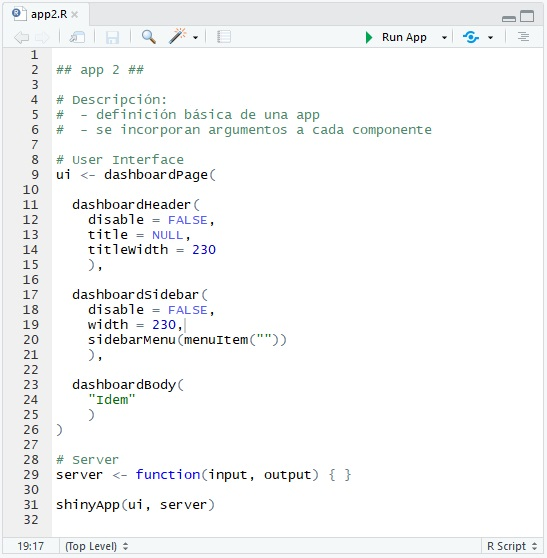 app2.R
Run App
1
2 ## app 2 ##
3
4 # Descripción:
5 #  - definición básica de una app
6 #  - se incorporan argumentos a cada componente
7
8 # User Interface
9 ui <- dashboardPage(
10
11   dashboardHeader(
12     disable = FALSE,
13     title = NULL,
14     titleWidth = 230
15     ),
16
17   dashboardSidebar(
18     disable = FALSE,
19     width = 230,
20     sidebarMenu(menuItem(""))
21     ),
22
23   dashboardBody(
24     "Idem"
25     )
26 )
27
28 # Server
29 server <- function(input, output) { }
30
31 shinyApp(ui, server)
32
19:17 (Top Level) R Script